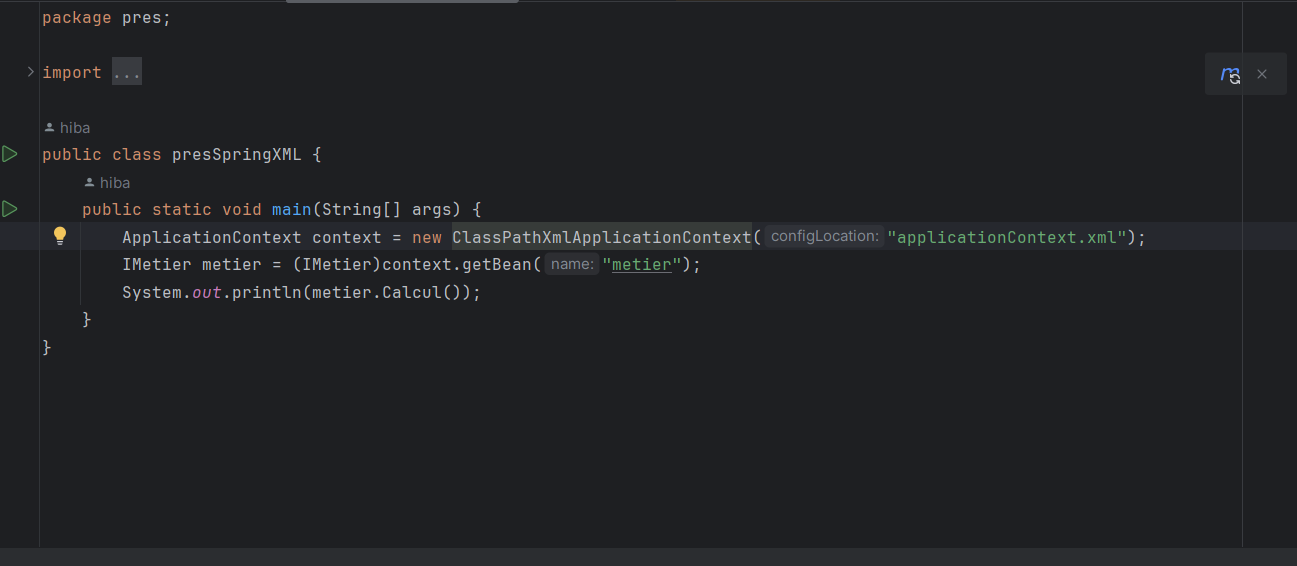 package pres;
import ...
hiba
public class presSpringXML {
hiba
public static void main(String[] args) {
ApplicationContext context = new ClassPathXmlApplicationContext( configLocation: "applicationContext.xml");
IMetier metier = (IMetier)context.getBean( name: "metier");
System.out.println(metier.Calcul());
}
}